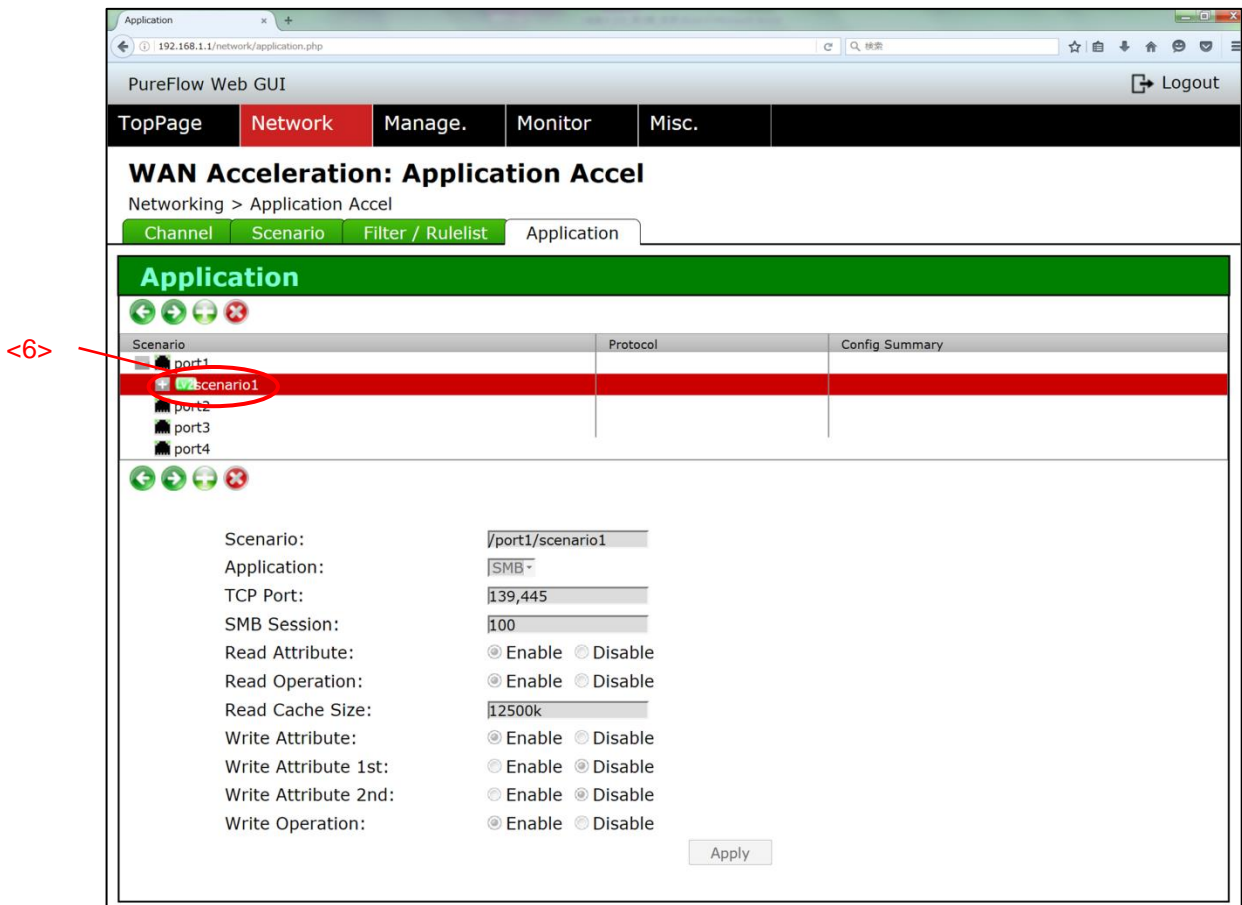 Application × +
192.168.1.1/network/application.php 検索
PureFlow Web GUI Logout
TopPage Network Manage. Monitor Misc.
WAN Acceleration: Application Accel
Networking > Application Accel
Channel Scenario Filter / Rulelist Application
Application
Scenario Protocol Config Summary
<6>
port1
scenario1
port2
port3
port4
Scenario: /port1/scenario1
Application: SMB
TCP Port: 139,445
SMB Session: 100
Read Attribute: Enable Disable
Read Operation: Enable Disable
Read Cache Size: 12500k
Write Attribute: Enable Disable
Write Attribute 1st: Enable Disable
Write Attribute 2nd: Enable Disable
Write Operation: Enable Disable
Apply